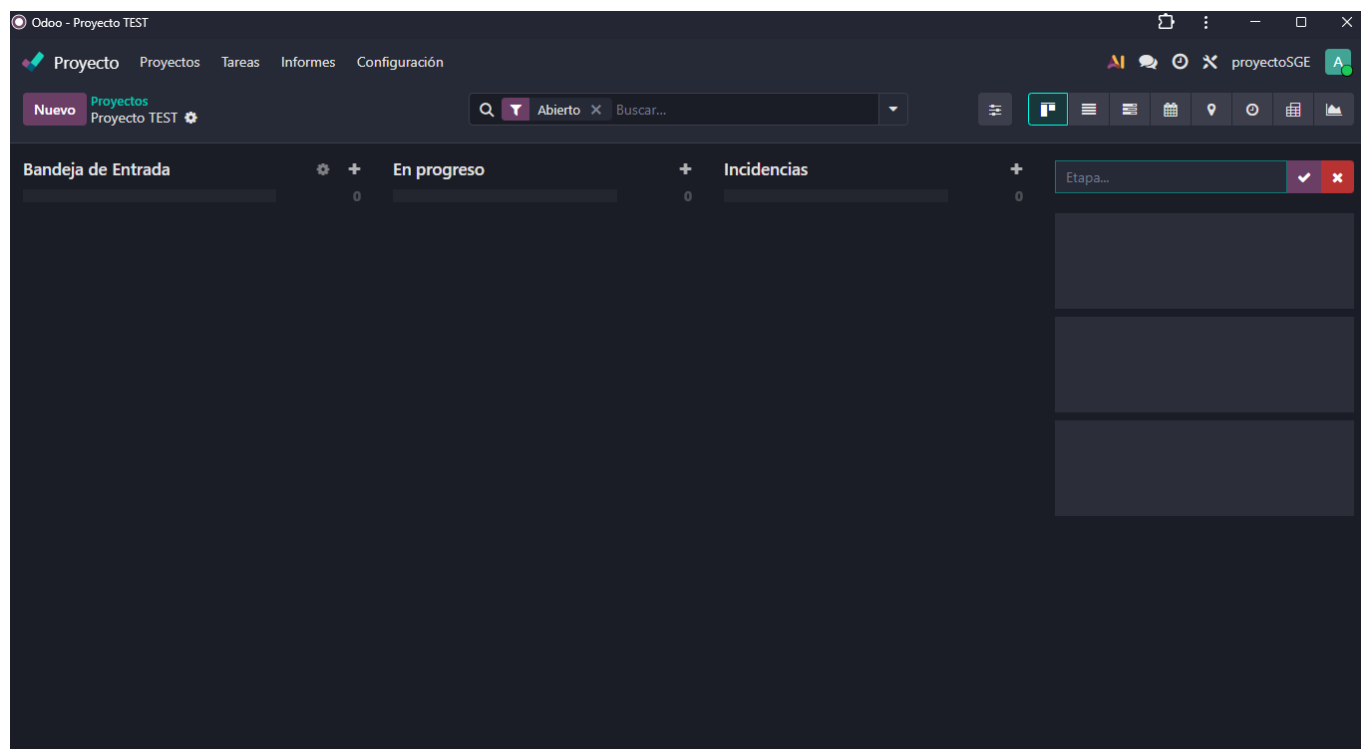 Odoo - Proyecto TEST
Proyecto Proyectos Tareas Informes Configuración
AI proyectoSGE A
Nuevo Proyectos
Proyecto TEST
Abierto Buscar...
Bandeja de Entrada
0
En progreso
0
Incidencias
0
Etapa...